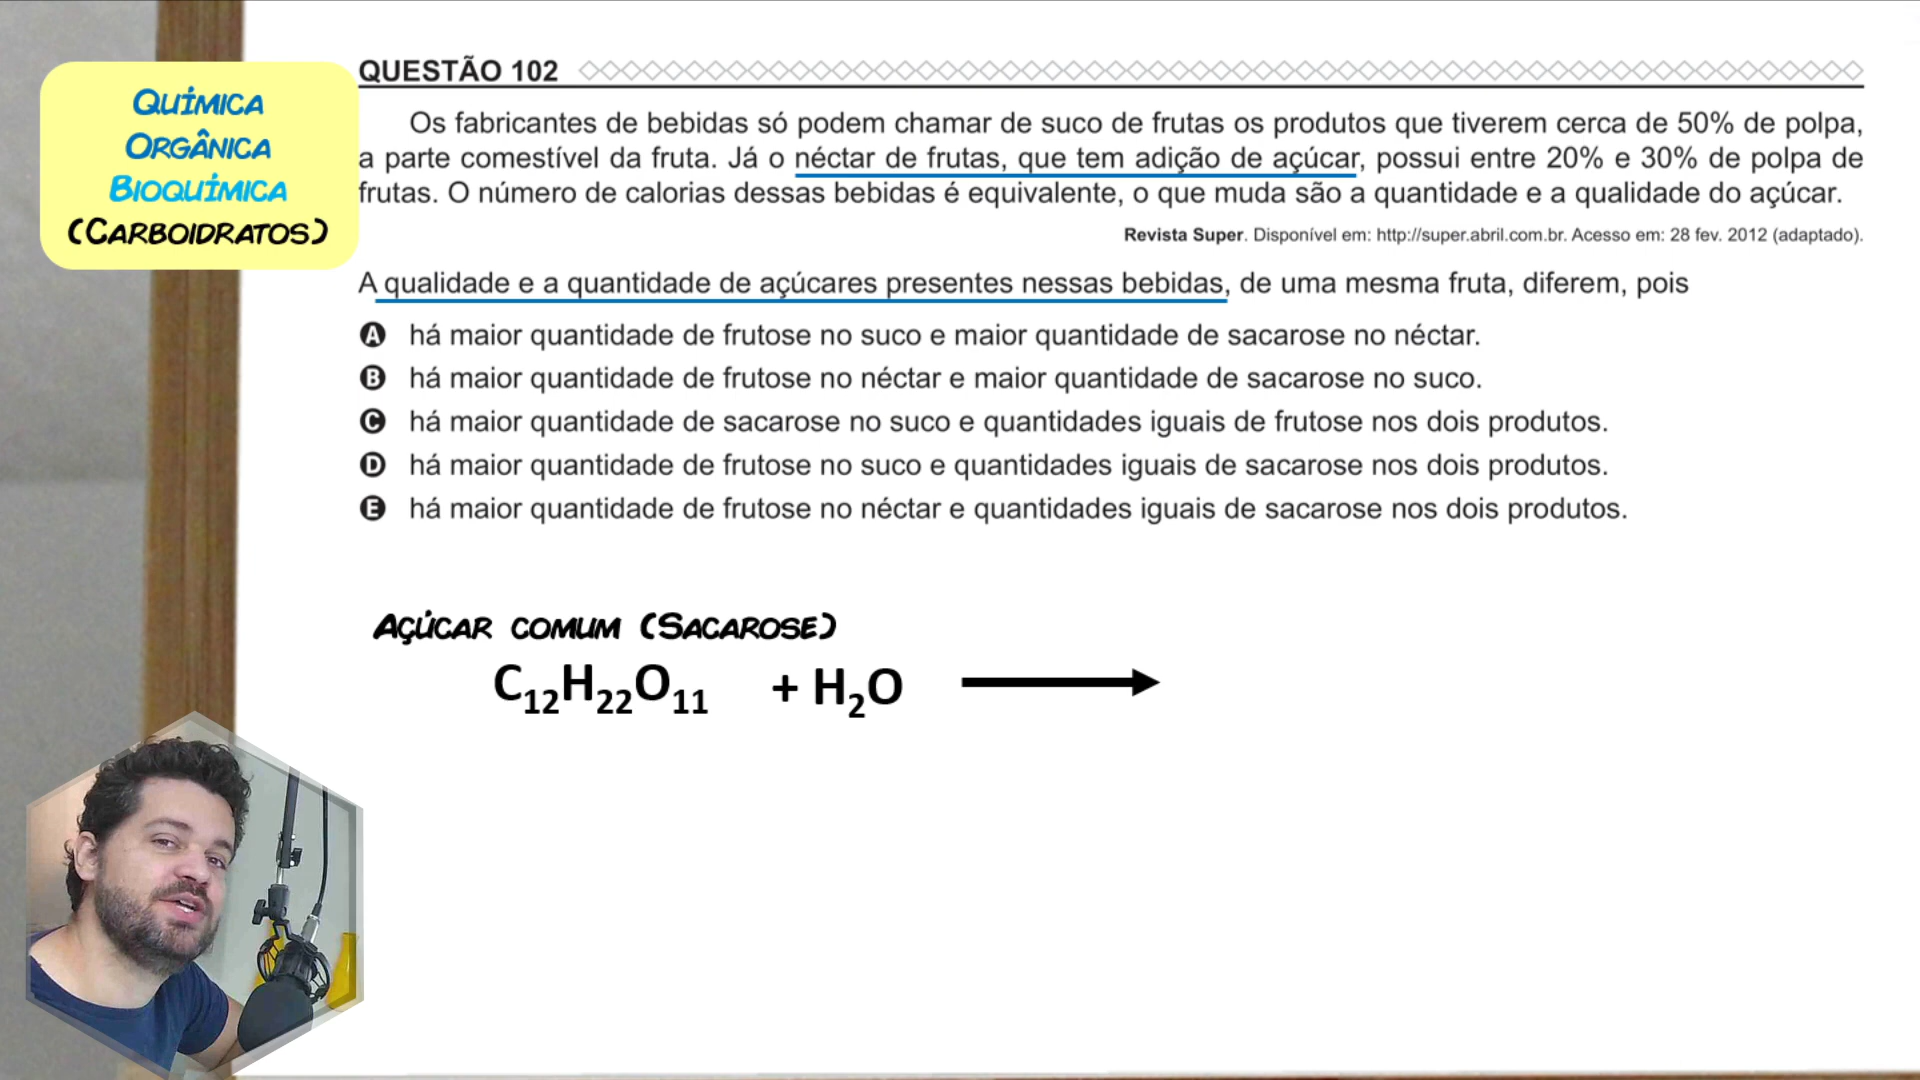 QUÍMICA
ORGÂNICA
BIOQUÍMICA
(CARBOIDRATOS)
QUESTÃO 102
Os fabricantes de bebidas só podem chamar de suco de frutas os produtos que tiverem cerca de 50% de polpa,
a parte comestível da fruta. Já o néctar de frutas, que tem adição de açúcar, possui entre 20% e 30% de polpa de
frutas. O número de calorias dessas bebidas é equivalente, o que muda são a quantidade e a qualidade do açúcar.
Revista Super. Disponível em: http://super.abril.com.br. Acesso em: 28 fev. 2012 (adaptado).
A qualidade e a quantidade de açúcares presentes nessas bebidas, de uma mesma fruta, diferem, pois
A há maior quantidade de frutose no suco e maior quantidade de sacarose no néctar.
B há maior quantidade de frutose no néctar e maior quantidade de sacarose no suco.
C há maior quantidade de sacarose no suco e quantidades iguais de frutose nos dois produtos.
D há maior quantidade de frutose no suco e quantidades iguais de sacarose nos dois produtos.
E há maior quantidade de frutose no néctar e quantidades iguais de sacarose nos dois produtos.
AÇÚCAR COMUM (SACAROSE)
C₁₂H₂₂O₁₁ + H₂O